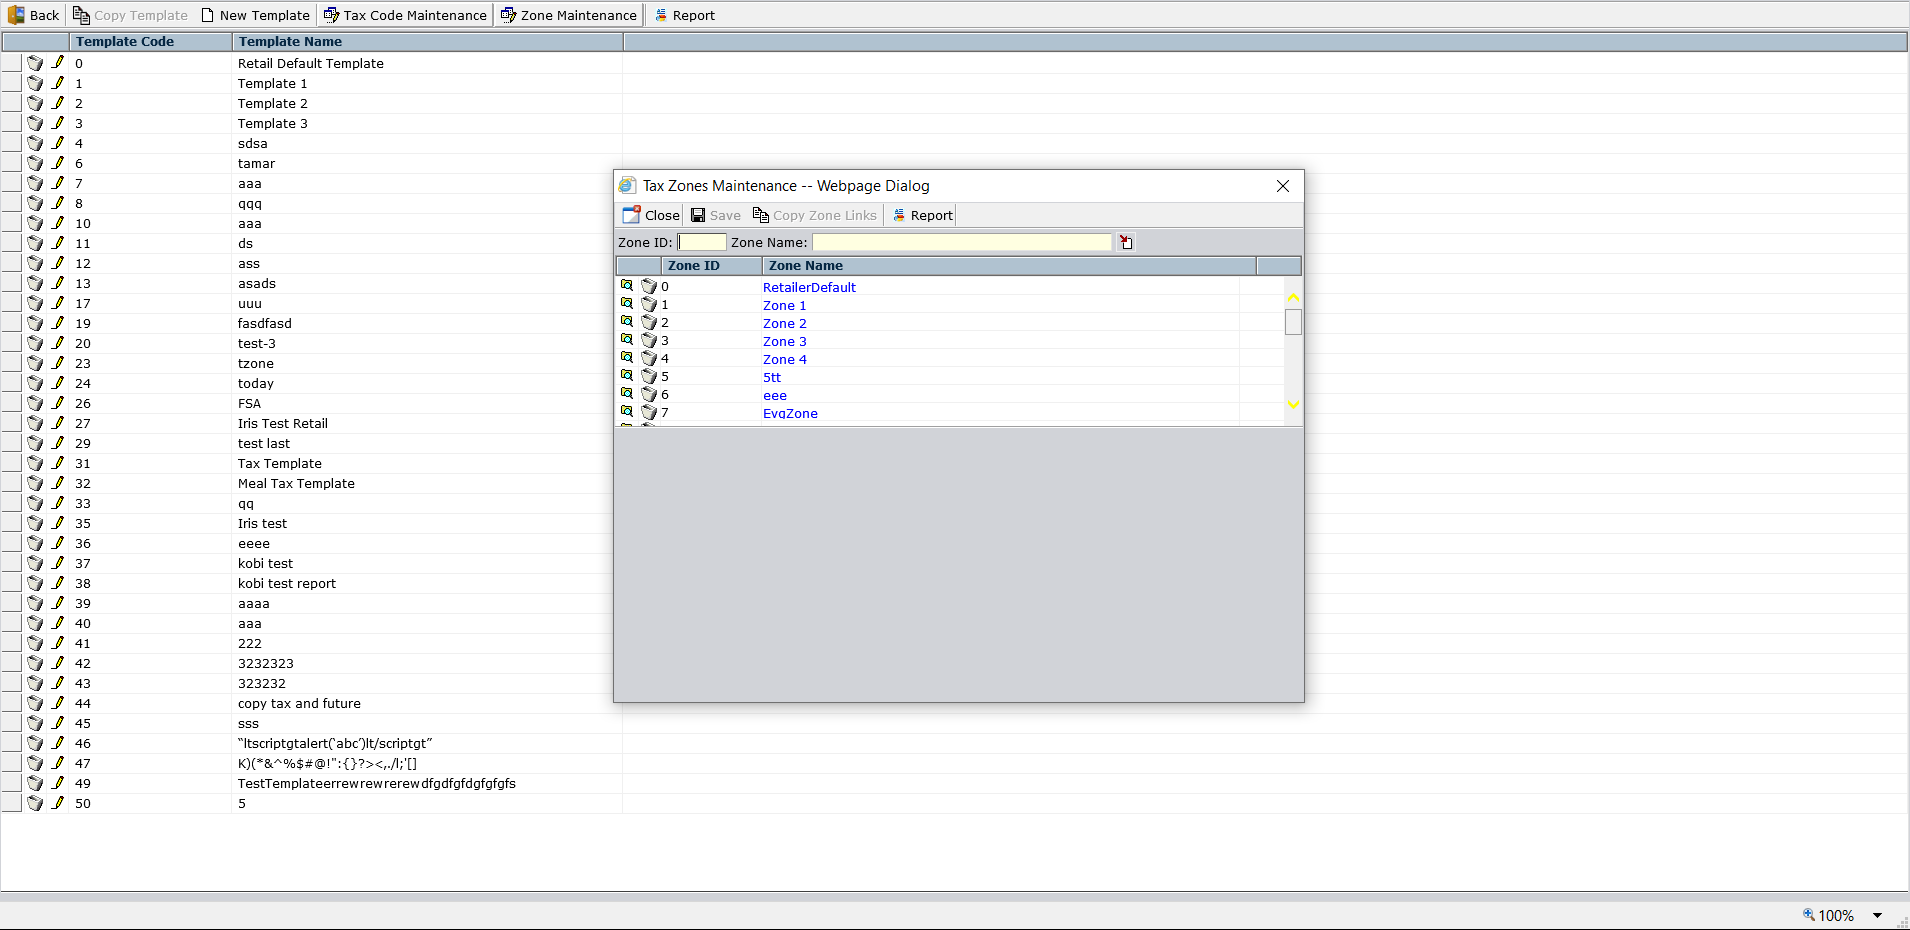 Back Copy Template New Template Tax Code Maintenance Zone Maintenance Report
Template Code Template Name
0 Retail Default Template
1 Template 1
2 Template 2
3 Template 3
4 sdsa
6 tamar
7 aaa
8 qqq
10 aaa
11 ds
12 ass
13 asads
17 uuu
19 fasdfasd
20 test-3
23 tzone
24 today
26 FSA
27 Iris Test Retail
29 test last
31 Tax Template
32 Meal Tax Template
33 qq
35 Iris test
36 eeee
37 kobi test
38 kobi test report
39 aaaa
40 aaa
41 222
42 3232323
43 323232
44 copy tax and future
45 sss
46 “ltscriptgtalert(‘abc’)lt/scriptgt”
47 K)(*&^%$#@!":{}?><,./l;'[]
49 TestTemplateerrewrewrerewdfgdfgfdgfgfgfs
50 5
Tax Zones Maintenance -- Webpage Dialog
Close Save Copy Zone Links Report
Zone ID: Zone Name:
Zone ID Zone Name
0 RetailerDefault
1 Zone 1
2 Zone 2
3 Zone 3
4 Zone 4
5 5tt
6 eee
7 EvgZone
100%